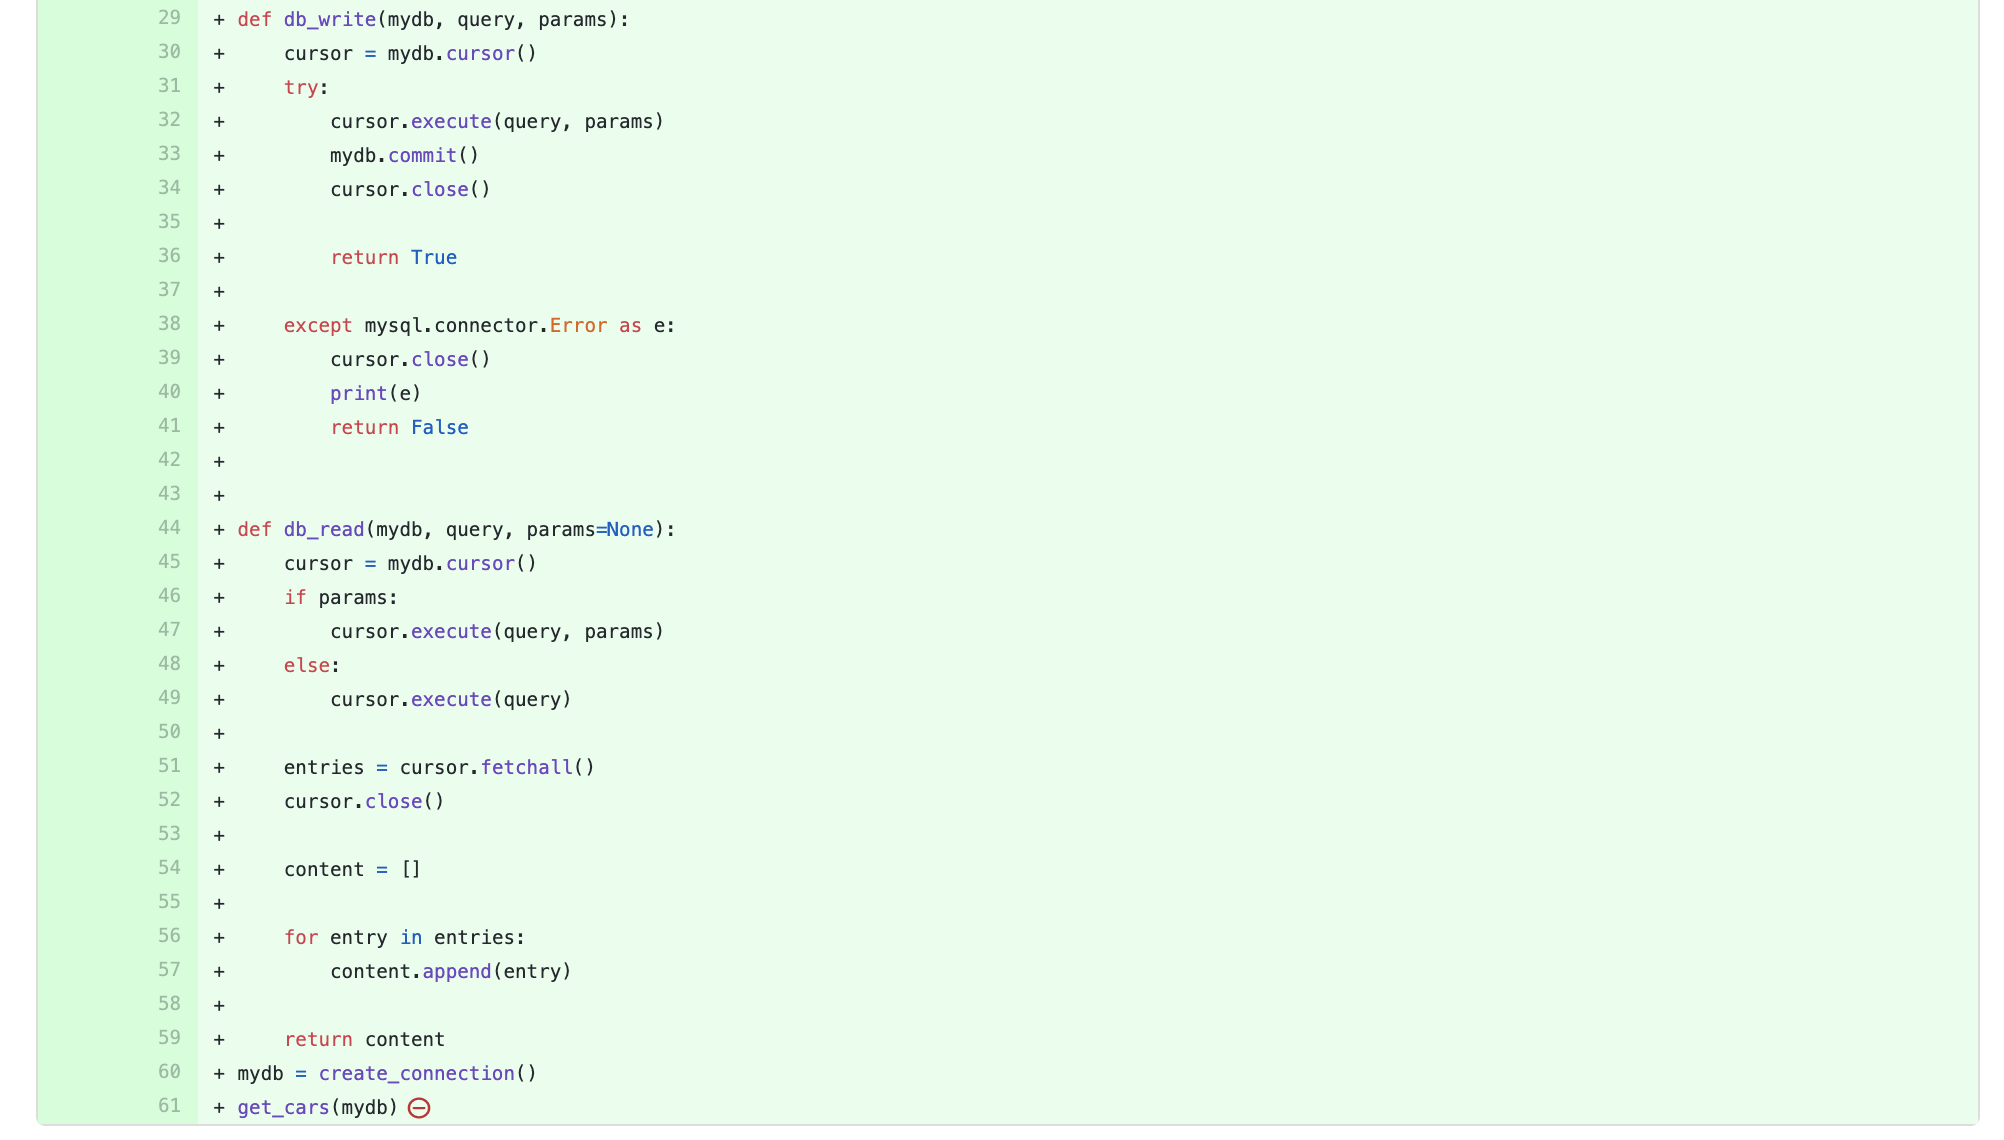 29 + def db_write(mydb, query, params):
30 +     cursor = mydb.cursor()
31 +     try:
32 +         cursor.execute(query, params)
33 +         mydb.commit()
34 +         cursor.close()
35 +
36 +         return True
37 +
38 +     except mysql.connector.Error as e:
39 +         cursor.close()
40 +         print(e)
41 +         return False
42 +
43 +
44 + def db_read(mydb, query, params=None):
45 +     cursor = mydb.cursor()
46 +     if params:
47 +         cursor.execute(query, params)
48 +     else:
49 +         cursor.execute(query)
50 +
51 +     entries = cursor.fetchall()
52 +     cursor.close()
53 +
54 +     content = []
55 +
56 +     for entry in entries:
57 +         content.append(entry)
58 +
59 +     return content
60 + mydb = create_connection()
61 + get_cars(mydb)